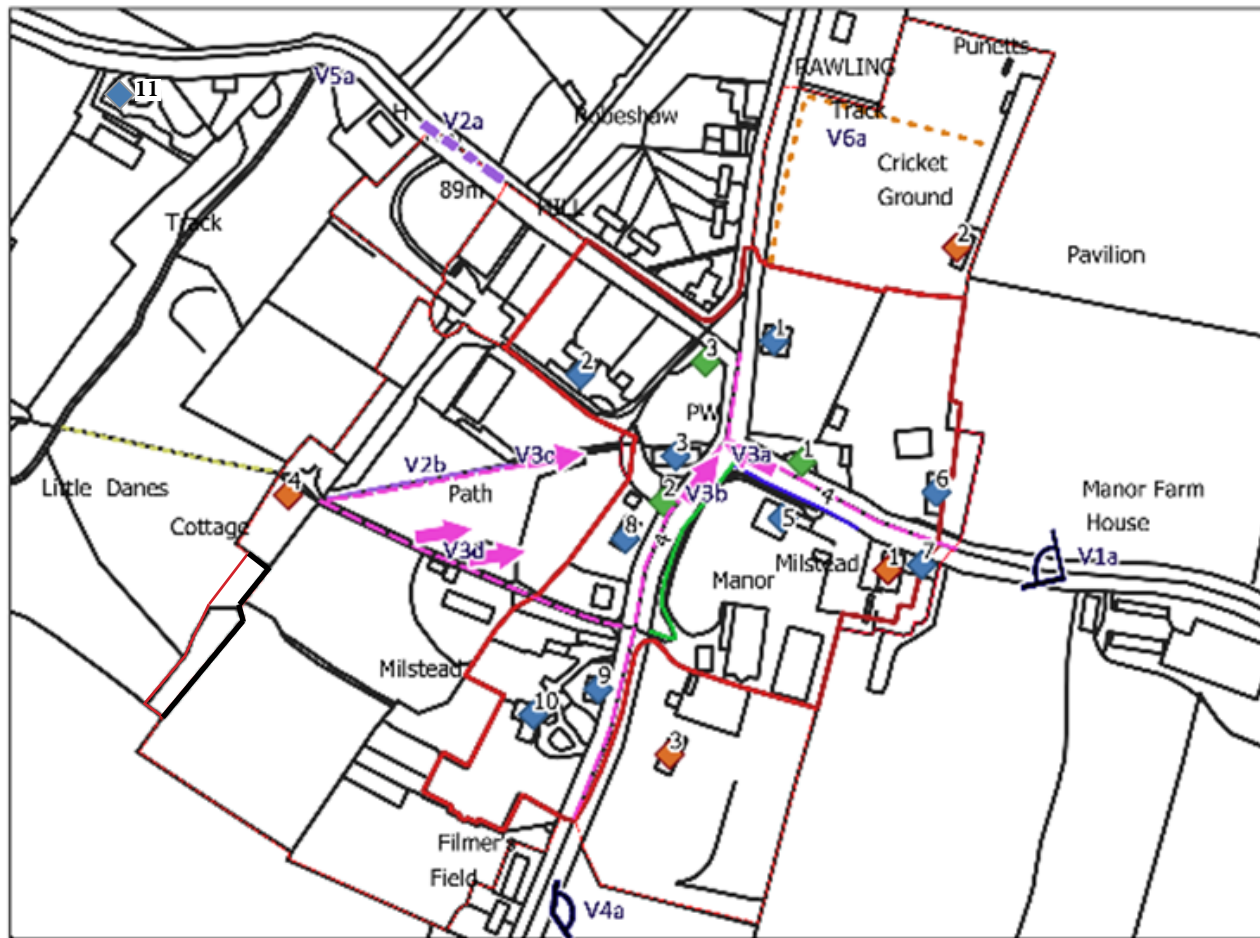 Punetts
RAWLING
11
V5a
Track
H
V2a
Robeshaw
V6a
Cricket
Ground
89m
HILL
Track
2
Pavilion
1
3
2
PW
V3c
3
V3a
1
V2b
4
Path
2
V3b
4
6
Manor Farm
House
Little Danes
Cottage
8
5
4
V3d
7
V1a
1
Milstead
Manor
Milstead
9
10
3
Filmer's
Field
V4a